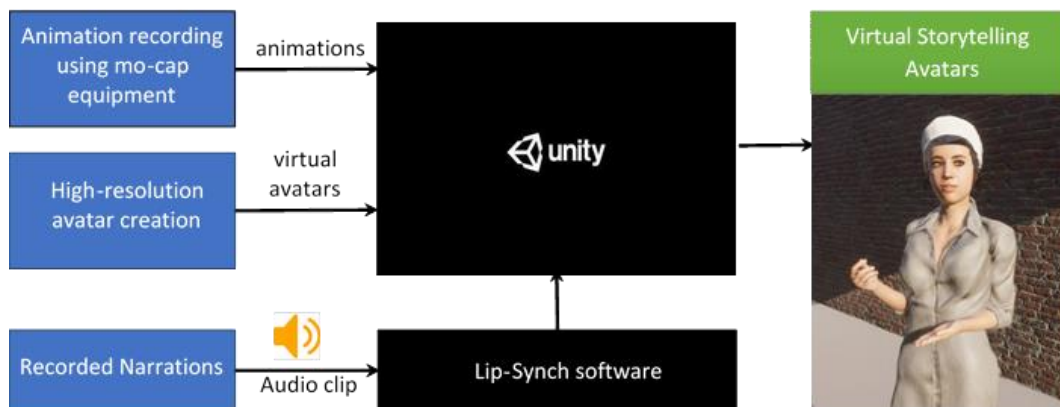 Animation recording
using mo-cap
equipment
animations
High-resolution
avatar creation
virtual
avatars
unity
Virtual Storytelling
Avatars
Recorded Narrations
Audio clip
Lip-Synch software